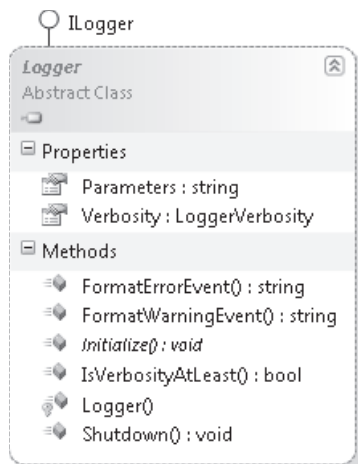 ILogger
Logger
Abstract Class
Properties
Parameters : string
Verbosity : LoggerVerbosity
Methods
FormatErrorEvent() : string
FormatWarningEvent() : string
Initialize() : void
IsVerbosityAtLeast() : bool
Logger()
Shutdown() : void